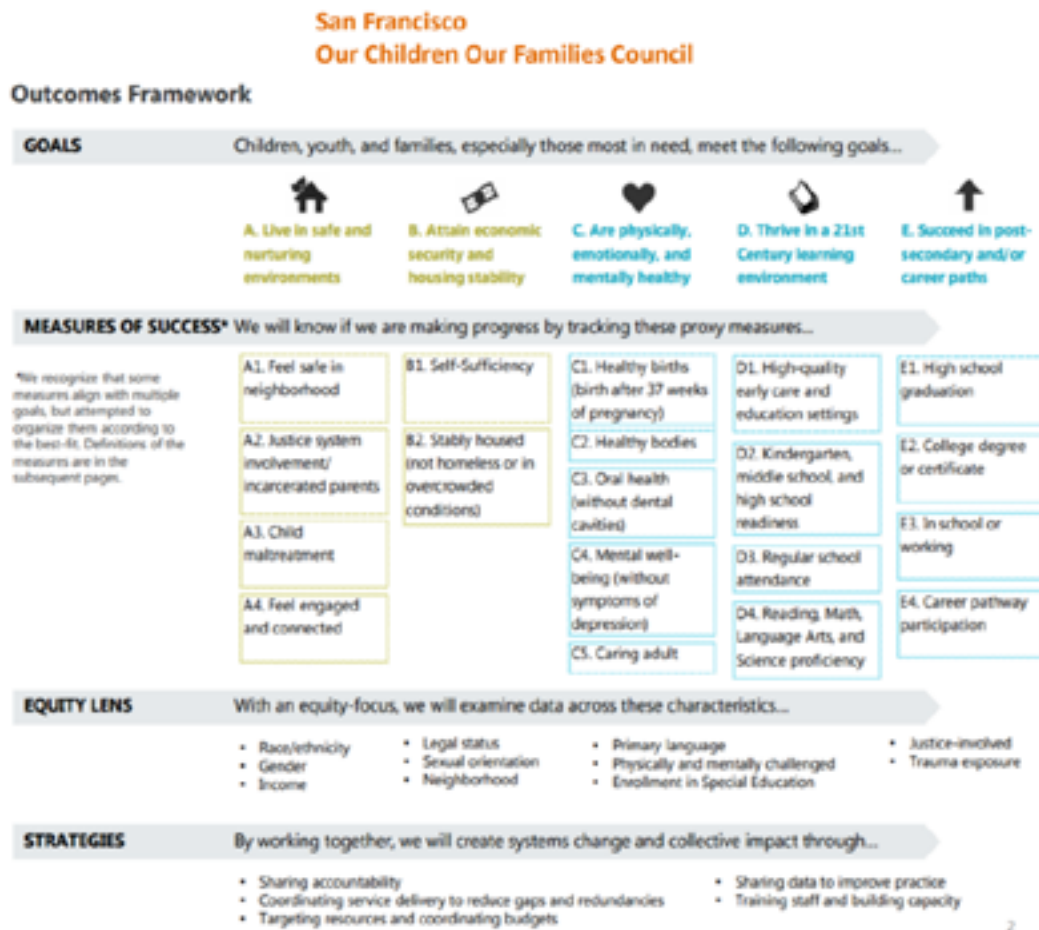 San Francisco
Our Children Our Families Council
Outcomes Framework
GOALS
Children, youth, and families, especially those most in need, meet the following goals...
A. Live in safe and
nurturing
environments
B. Attain economic
security and
housing stability
C. Are physically,
emotionally, and
mentally healthy
D. Thrive in a 21st
Century learning
environment
E. Succeed in post-
secondary and/or
career paths
MEASURES OF SUCCESS* We will know if we are making progress by tracking these proxy measures...
*We recognize that some
measures align with multiple
goals, but attempted to
organize them according to
the best-fit. Definitions of the
measures are in the
subsequent pages.
A1. Feel safe in
neighborhood
A2. Justice system
involvement/
incarcerated parents
A3. Child
maltreatment
A4. Feel engaged
and connected
B1. Self-Sufficiency
B2. Stably housed
(not homeless or in
overcrowded
conditions)
C1. Healthy births
(birth after 37 weeks
of pregnancy)
C2. Healthy bodies
C3. Oral health
(without dental
cavities)
C4. Mental well-
being (without
symptoms of
depression)
C5. Caring adult
D1. High-quality
early care and
education settings
D2. Kindergarten,
middle school, and
high school
readiness
D3. Regular school
attendance
D4. Reading, Math,
Language Arts, and
Science proficiency
E1. High school
graduation
E2. College degree
or certificate
E3. In school or
working
E4. Career pathway
participation
EQUITY LENS
With an equity-focus, we will examine data across these characteristics...
• Race/ethnicity
• Gender
• Income
• Legal status
• Sexual orientation
• Neighborhood
• Primary language
• Physically and mentally challenged
• Enrollment in Special Education
• Justice-involved
• Trauma exposure
STRATEGIES
By working together, we will create systems change and collective impact through...
• Sharing accountability
• Coordinating service delivery to reduce gaps and redundancies
• Targeting resources and coordinating budgets
• Sharing data to improve practice
• Training staff and building capacity
2